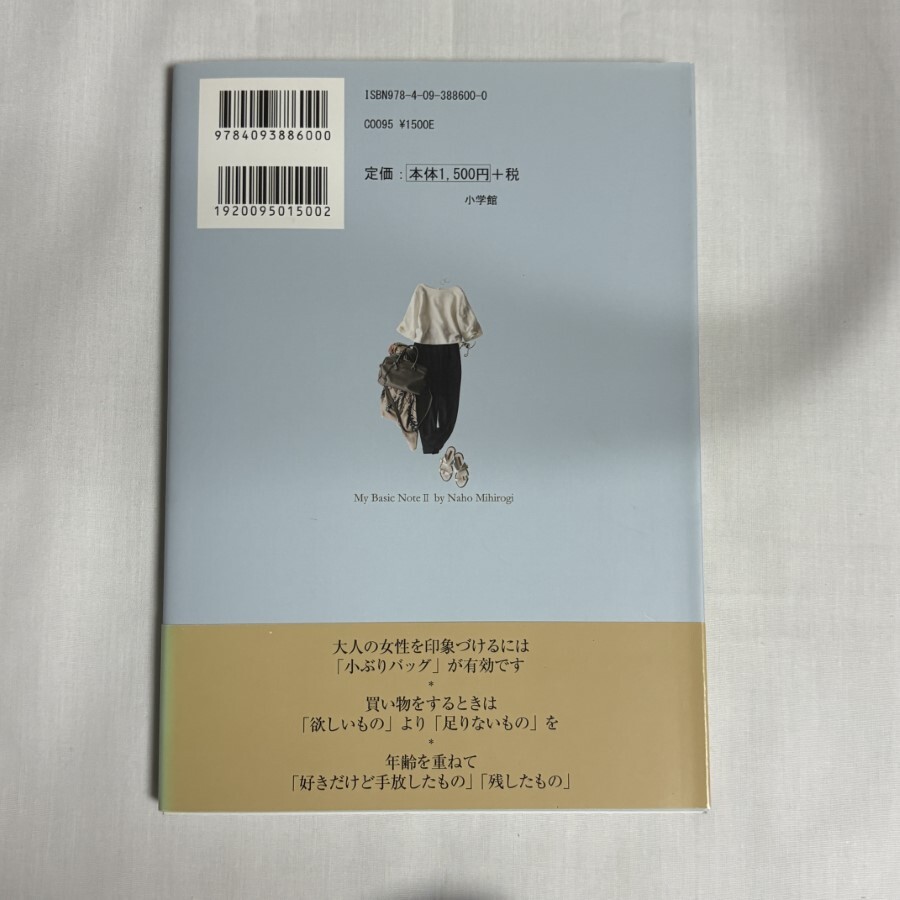 ISBN978-4-09-388600-0
9784093886000
C0095 ¥1500E
定価：本体1,500円＋税
1920095015002
小学館
My Basic Note II by Naho Mihirogi
大人の女性を印象づけるには
「小ぶりバッグ」が有効です
*
買い物をするときは
「欲しいもの」より「足りないもの」を
*
年齢を重ねて
「好きだけど手放したもの」「残したもの」